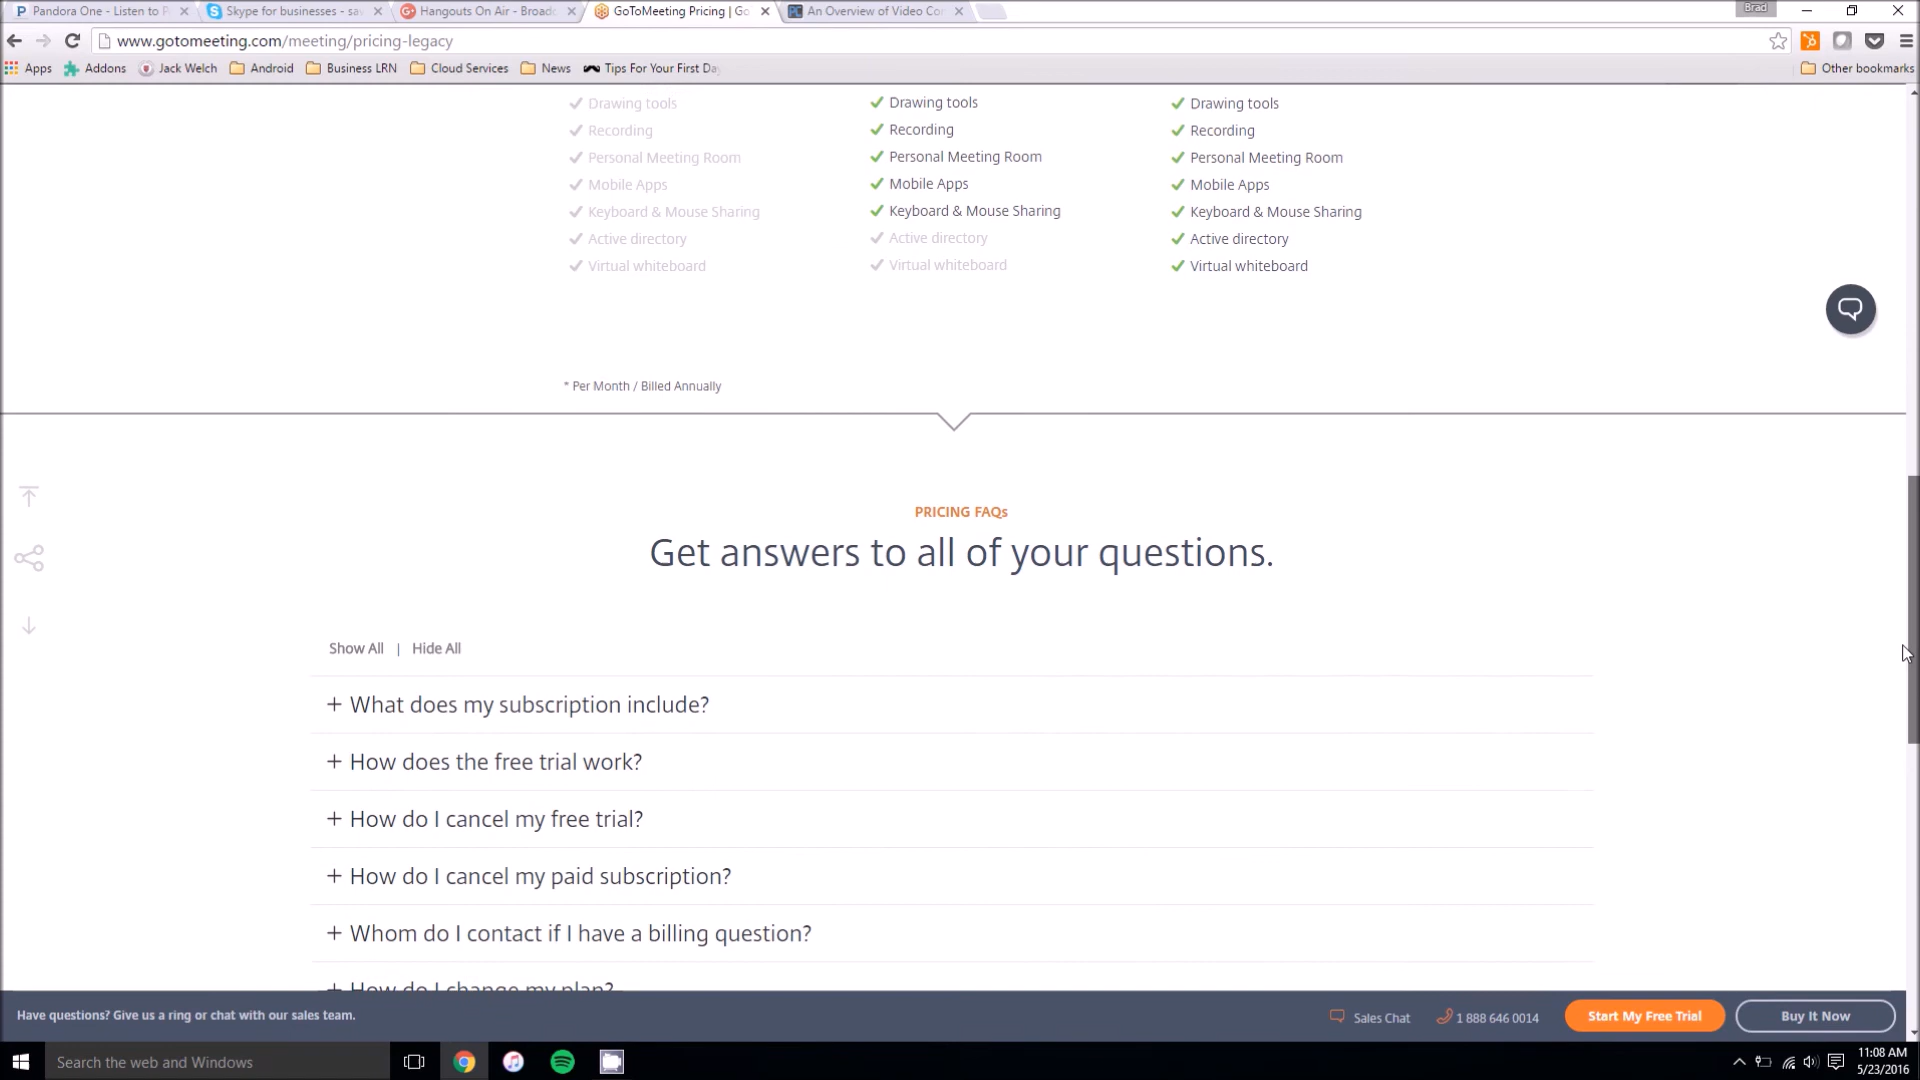 Pandora One - Listen to P
Skype for businesses - sa
Hangouts On Air - Broadc
GoToMeeting Pricing | Go
An Overview of Video Co
Brad
www.gotomeeting.com/meeting/pricing-legacy
Apps
Addons
Jack Welch
Android
Business LRN
Cloud Services
News
Tips For Your First Da
Other bookmarks
Drawing tools
Recording
Personal Meeting Room
Mobile Apps
Keyboard & Mouse Sharing
Active directory
Virtual whiteboard
Drawing tools
Recording
Personal Meeting Room
Mobile Apps
Keyboard & Mouse Sharing
Active directory
Virtual whiteboard
Drawing tools
Recording
Personal Meeting Room
Mobile Apps
Keyboard & Mouse Sharing
Active directory
Virtual whiteboard
* Per Month / Billed Annually
PRICING FAQs
Get answers to all of your questions.
Show All | Hide All
+ What does my subscription include?
+ How does the free trial work?
+ How do I cancel my free trial?
+ How do I cancel my paid subscription?
+ Whom do I contact if I have a billing question?
+ How do I change my plan?
Have questions? Give us a ring or chat with our sales team.
Sales Chat
1 888 646 0014
Start My Free Trial
Buy It Now
Search the web and Windows
11:08 AM
5/23/2016